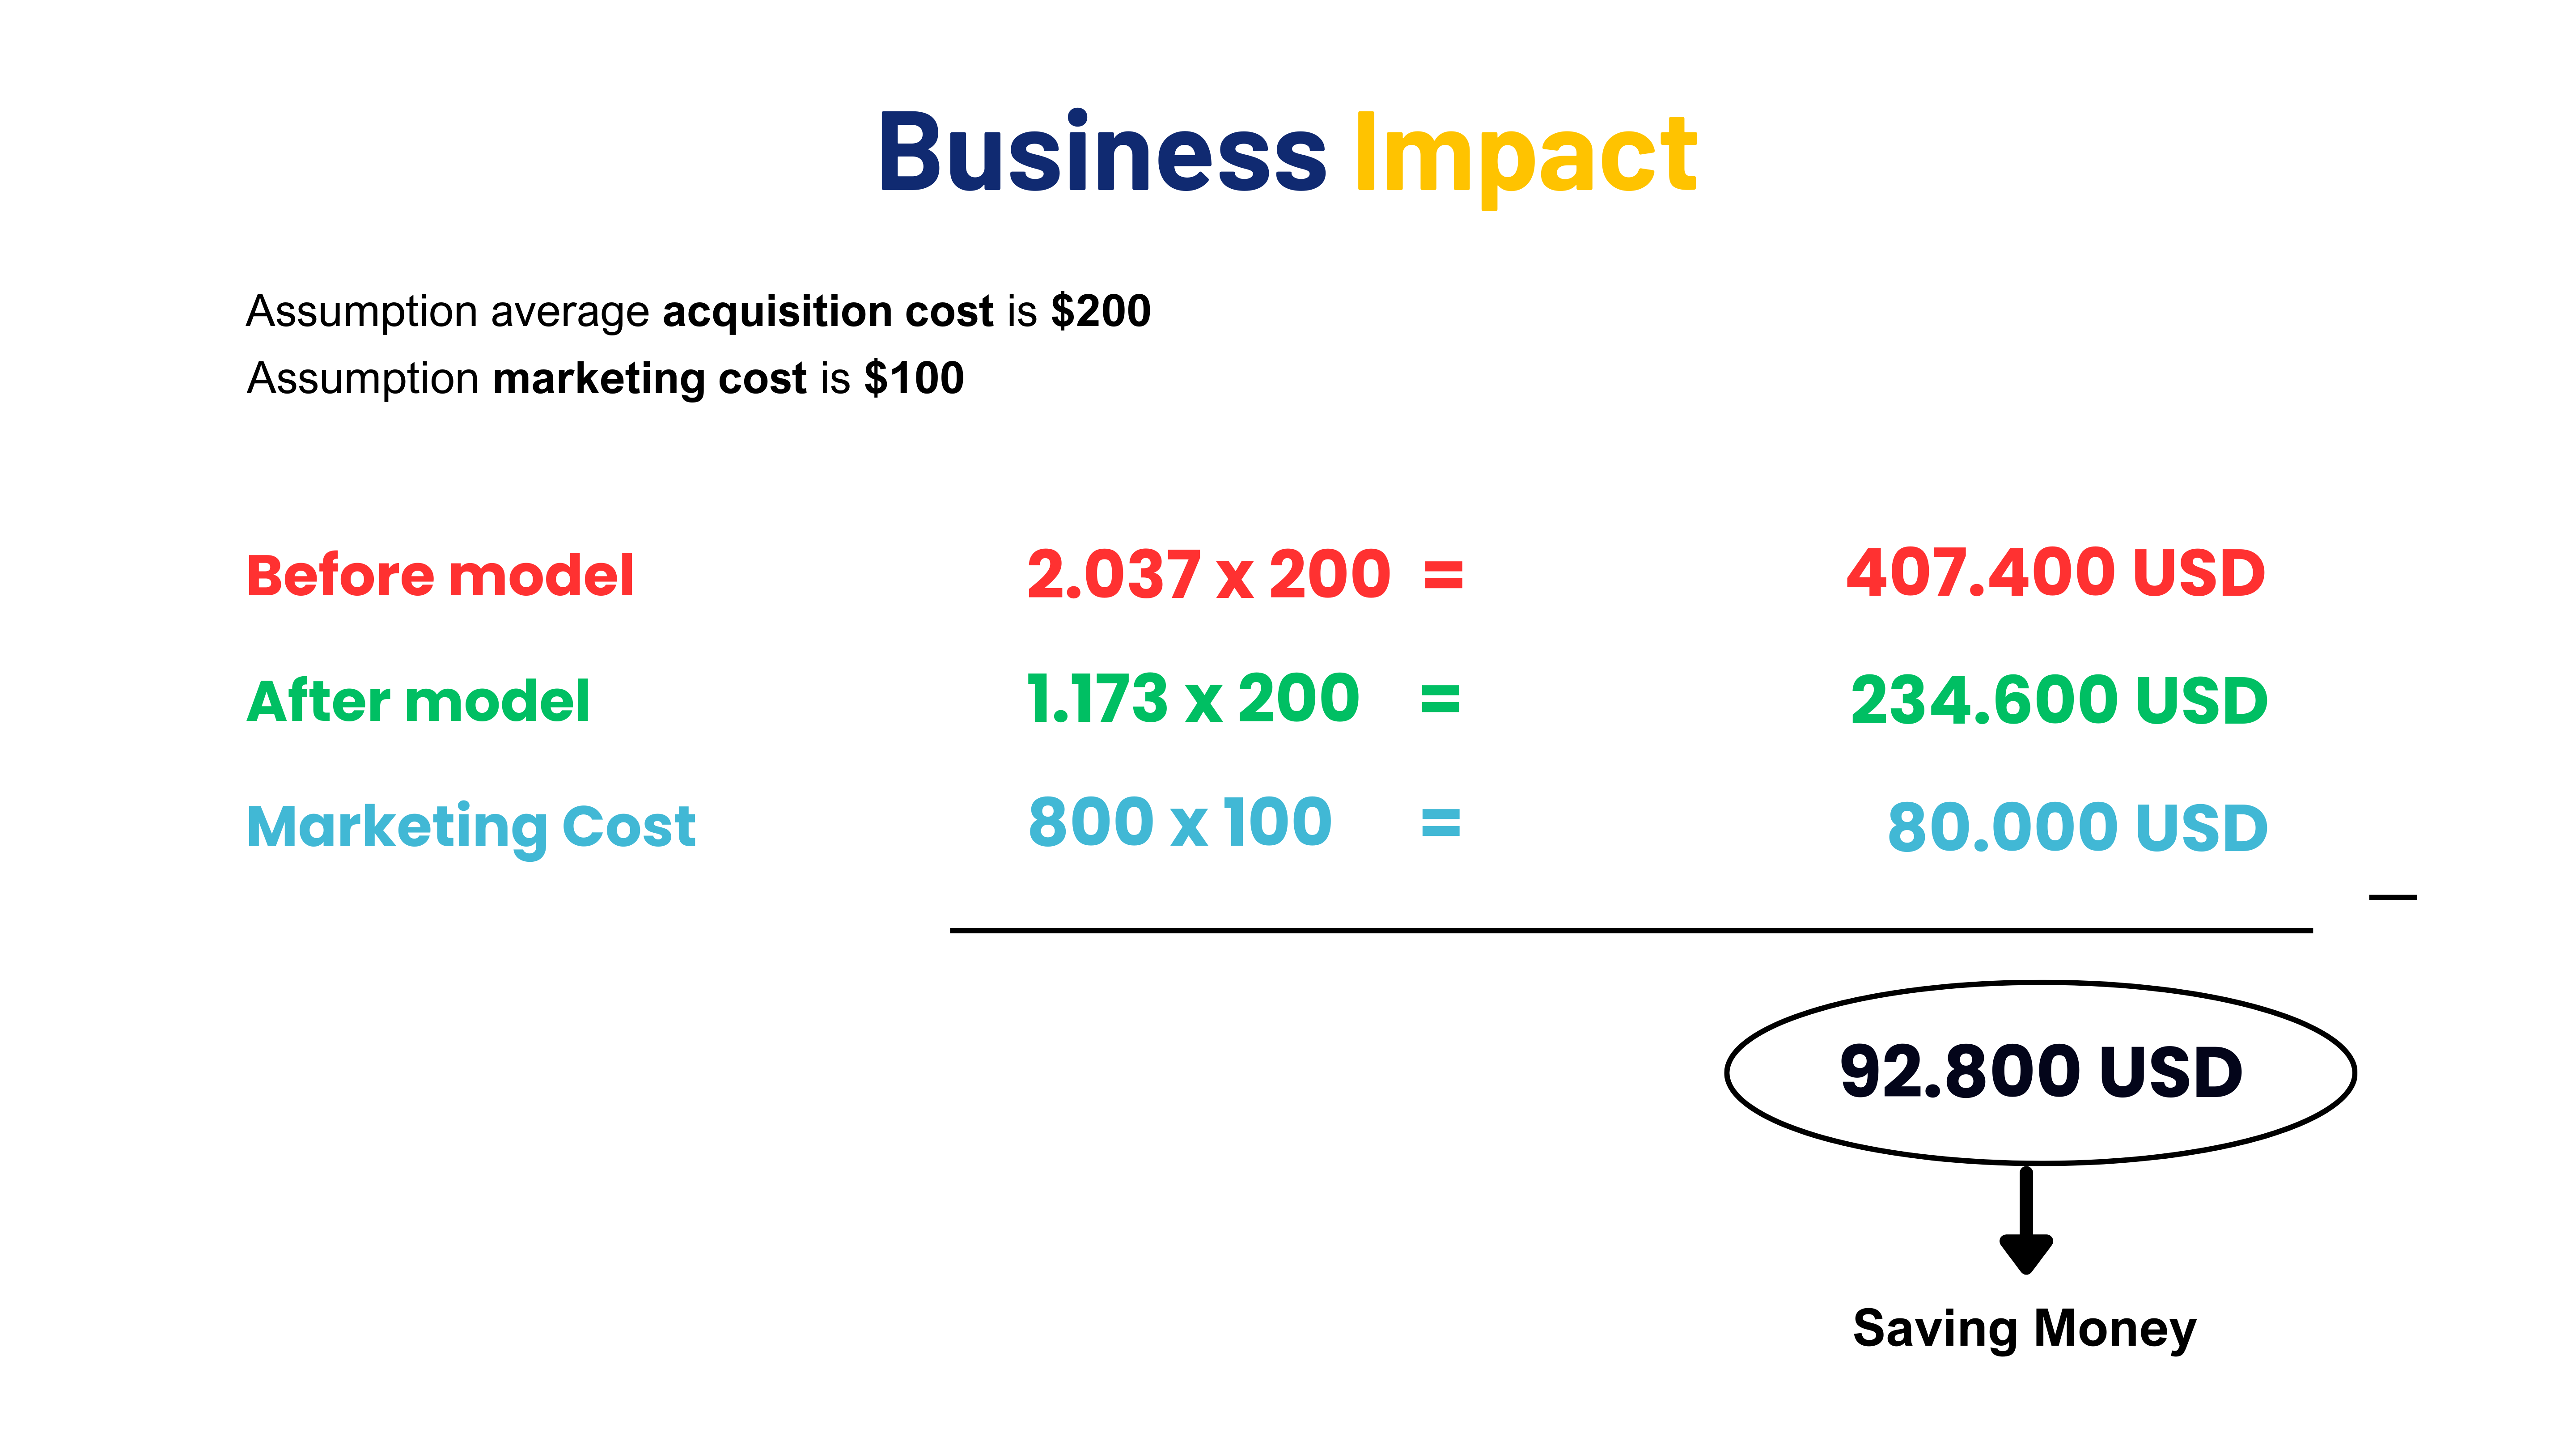 Business Impact
Assumption average acquisition cost is $200
Assumption marketing cost is $100
Before model 2.037 x 200 = 407.400 USD
After model 1.173 x 200 = 234.600 USD
Marketing Cost 800 x 100 = 80.000 USD
—
92.800 USD
Saving Money